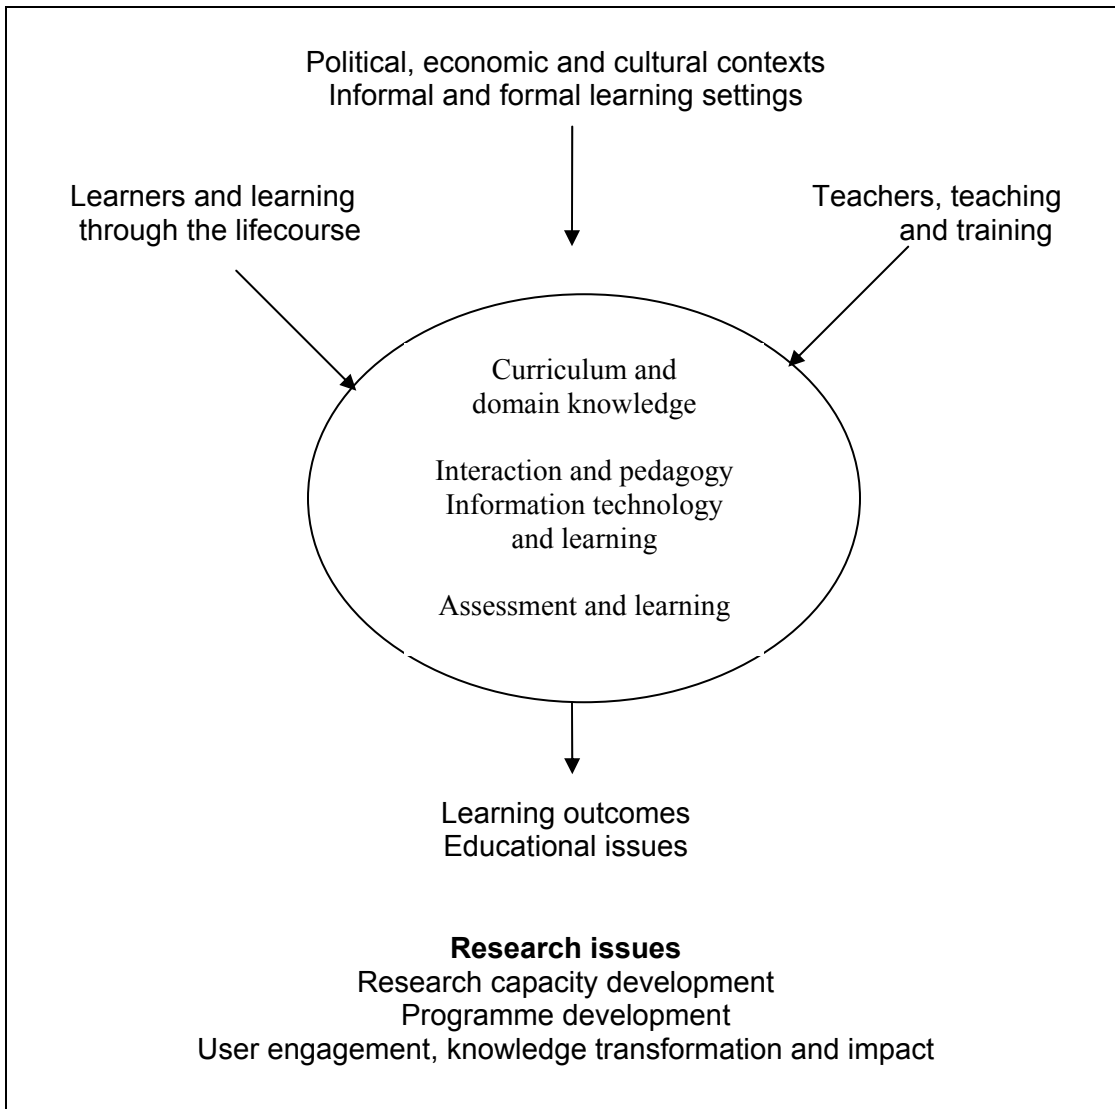 Political, economic and cultural contexts
Informal and formal learning settings
Learners and learning
through the lifecourse
Teachers, teaching
and training
Curriculum and
domain knowledge
Interaction and pedagogy
Information technology
and learning
Assessment and learning
Learning outcomes
Educational issues
Research issues
Research capacity development
Programme development
User engagement, knowledge transformation and impact